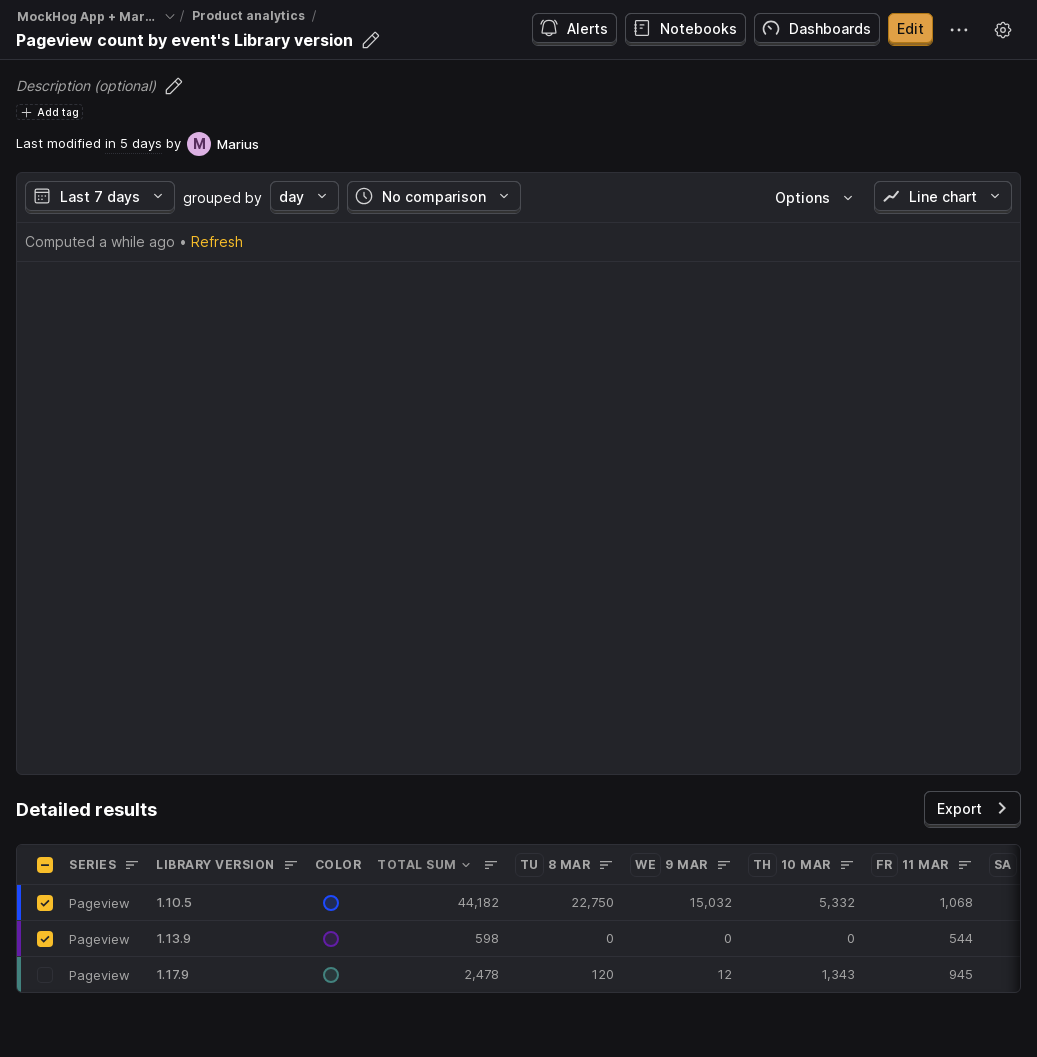 MockHog App + Mar... / Product analytics /
Pageview count by event's Library version
Alerts Notebooks Dashboards Edit
Description (optional)
Add tag
Last modified in 5 days by M Marius
Last 7 days grouped by day No comparison Options Line chart
Computed a while ago • Refresh
Detailed results
Export
SERIES LIBRARY VERSION COLOR TOTAL SUM TU 8 MAR WE 9 MAR TH 10 MAR FR 11 MAR SA
Pageview 1.10.5 44,182 22,750 15,032 5,332 1,068
Pageview 1.13.9 598 0 0 0 544
Pageview 1.17.9 2,478 120 12 1,343 945